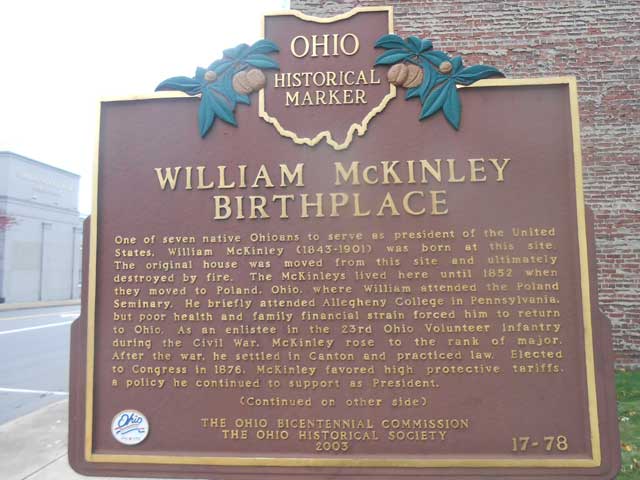 OHIO
HISTORICAL
MARKER
WILLIAM McKINLEY
BIRTHPLACE
One of seven native Ohioans to serve as president of the United
States, William McKinley (1843-1901) was born at this site.
The original house was moved from this site and ultimately
destroyed by fire. The McKinleys lived here until 1852 when
they moved to Poland, Ohio, where William attended the Poland
Seminary. He briefly attended Allegheny College in Pennsylvania,
but poor health and family financial strain forced him to return
to Ohio. As an enlistee in the 23rd Ohio Volunteer Infantry
during the Civil War, McKinley rose to the rank of major.
After the war, he settled in Canton and practiced law. Elected
to Congress in 1876, McKinley favored high protective tariffs,
a policy he continued to support as President.
(Continued on other side)
Ohio
THE OHIO BICENTENNIAL COMMISSION
THE OHIO HISTORICAL SOCIETY
2003
17-78